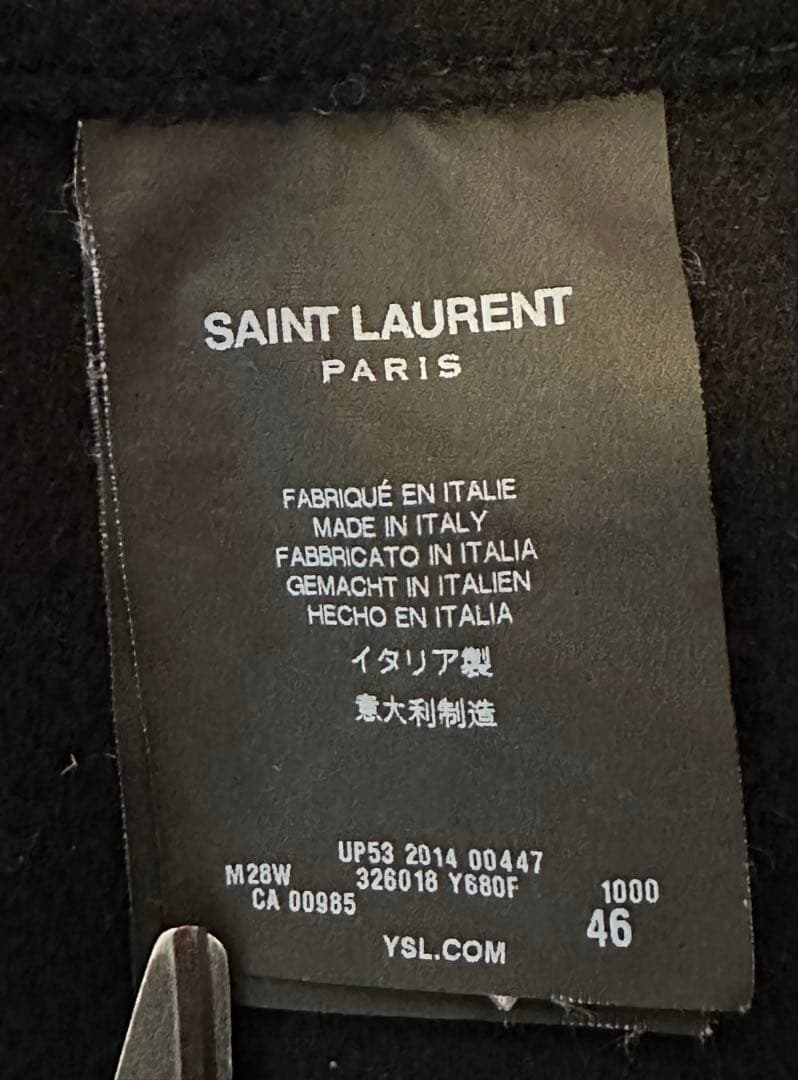 SAINT LAURENT
PARIS
FABRIQUÉ EN ITALIE
MADE IN ITALY
FABBRICATO IN ITALIA
GEMACHT IN ITALIEN
HECHO EN ITALIA
イタリア製
意大利制造
UP53 2014 00447
M28W 326018 Y680F 1000
CA 00985 46
YSL.COM